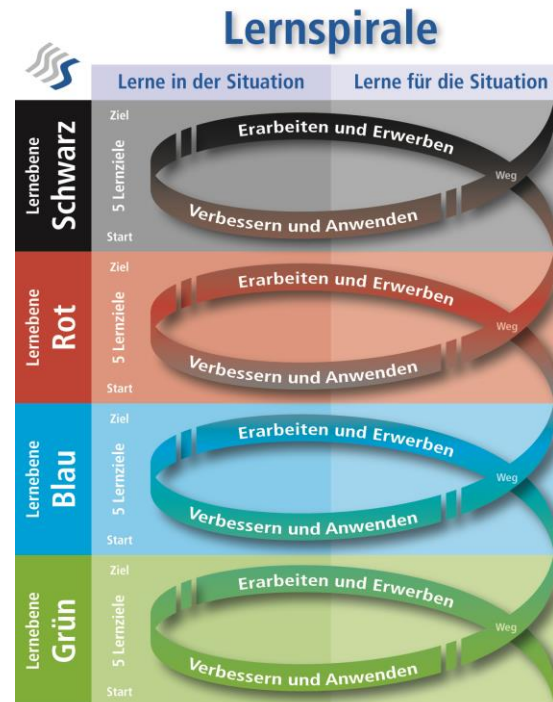 Lernspirale
Lerne in der Situation
Lerne für die Situation
Lernebene
Schwarz
5 Lernziele
Ziel
Erarbeiten und Erwerben
Weg
Verbessern und Anwenden
Start
Lernebene
Rot
5 Lernziele
Ziel
Erarbeiten und Erwerben
Weg
Verbessern und Anwenden
Start
Lernebene
Blau
5 Lernziele
Ziel
Erarbeiten und Erwerben
Weg
Verbessern und Anwenden
Start
Lernebene
Grün
5 Lernziele
Ziel
Erarbeiten und Erwerben
Weg
Verbessern und Anwenden
Start